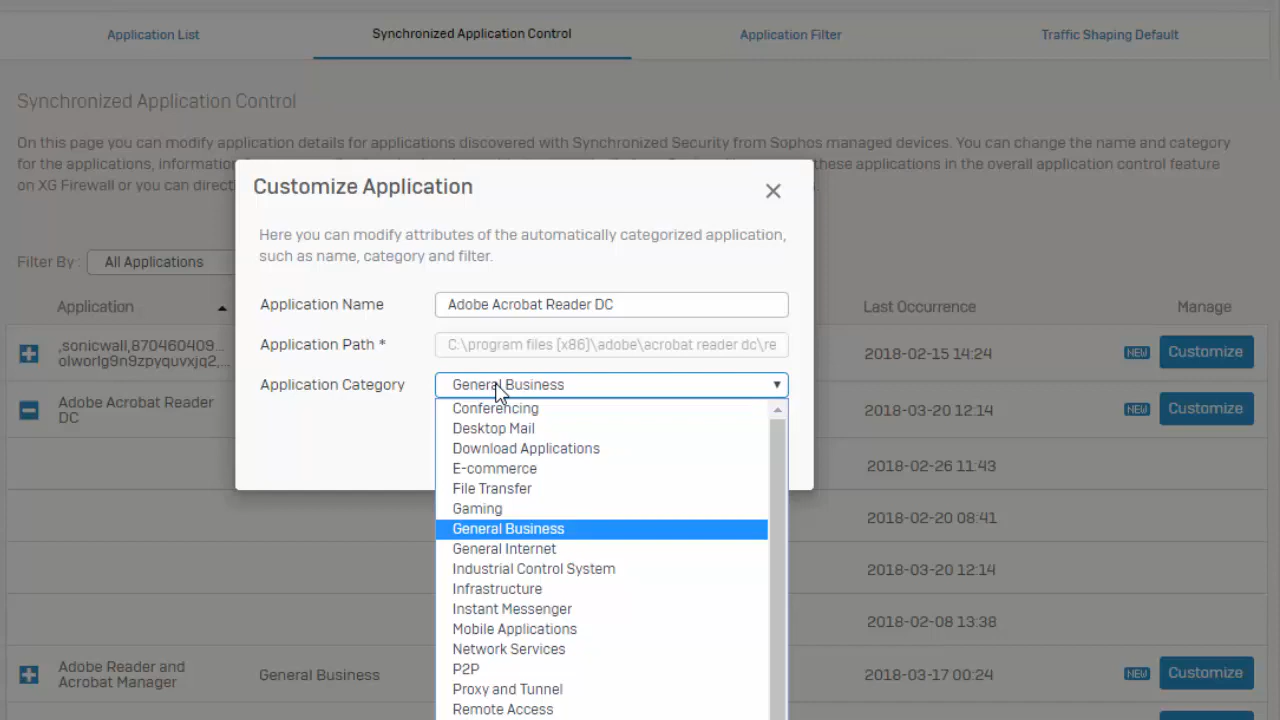 Application List
Synchronized Application Control
Application Filter
Traffic Shaping Default
Synchronized Application Control
On this page you can modify application details for applications discovered with Synchronized Security from Sophos managed devices. You can change the name and category
for the applications, information
these applications in the overall application control feature
on XG Firewall or you can direct
Customize Application
Here you can modify attributes of the automatically categorized application,
such as name, category and filter.
Filter By : All Applications
Application Name Adobe Acrobat Reader DC
Application Path * C:\program files (x86)\adobe\acrobat reader dc\re
Application Category General Business
Conferencing
Desktop Mail
Download Applications
E-commerce
File Transfer
Gaming
General Business
General Internet
Industrial Control System
Infrastructure
Instant Messenger
Mobile Applications
Network Services
P2P
Proxy and Tunnel
Remote Access
Application Last Occurrence Manage
,sonicwall,870460409...
olworlg9n9zpyquvxjq2,...
2018-02-15 14:24 NEW Customize
Adobe Acrobat Reader
DC
2018-03-20 12:14 NEW Customize
2018-02-26 11:43
2018-02-20 08:41
2018-03-20 12:14
2018-02-08 13:38
Adobe Reader and
Acrobat Manager
General Business 2018-03-17 00:24 NEW Customize